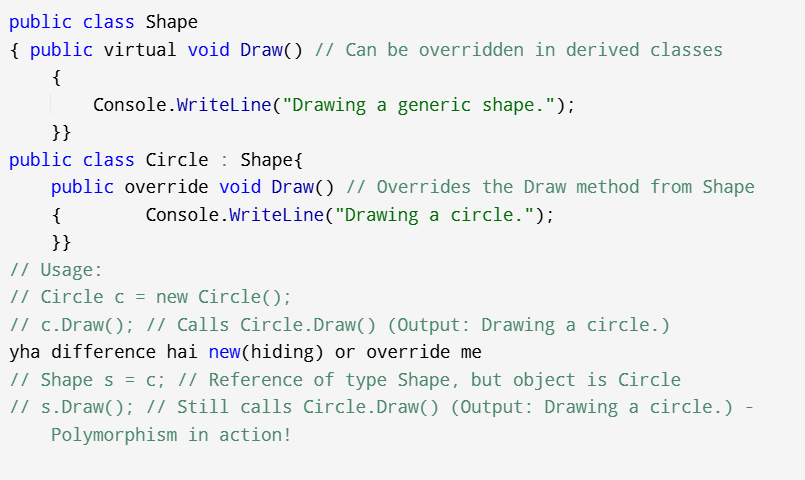 public class Shape
{ public virtual void Draw() // Can be overridden in derived classes
    {
        Console.WriteLine("Drawing a generic shape.");
    }}
public class Circle : Shape{
    public override void Draw() // Overrides the Draw method from Shape
    {        Console.WriteLine("Drawing a circle.");
    }}
// Usage:
// Circle c = new Circle();
// c.Draw(); // Calls Circle.Draw() (Output: Drawing a circle.)
yha difference hai new(hiding) or override me
// Shape s = c; // Reference of type Shape, but object is Circle
// s.Draw(); // Still calls Circle.Draw() (Output: Drawing a circle.) -
    Polymorphism in action!